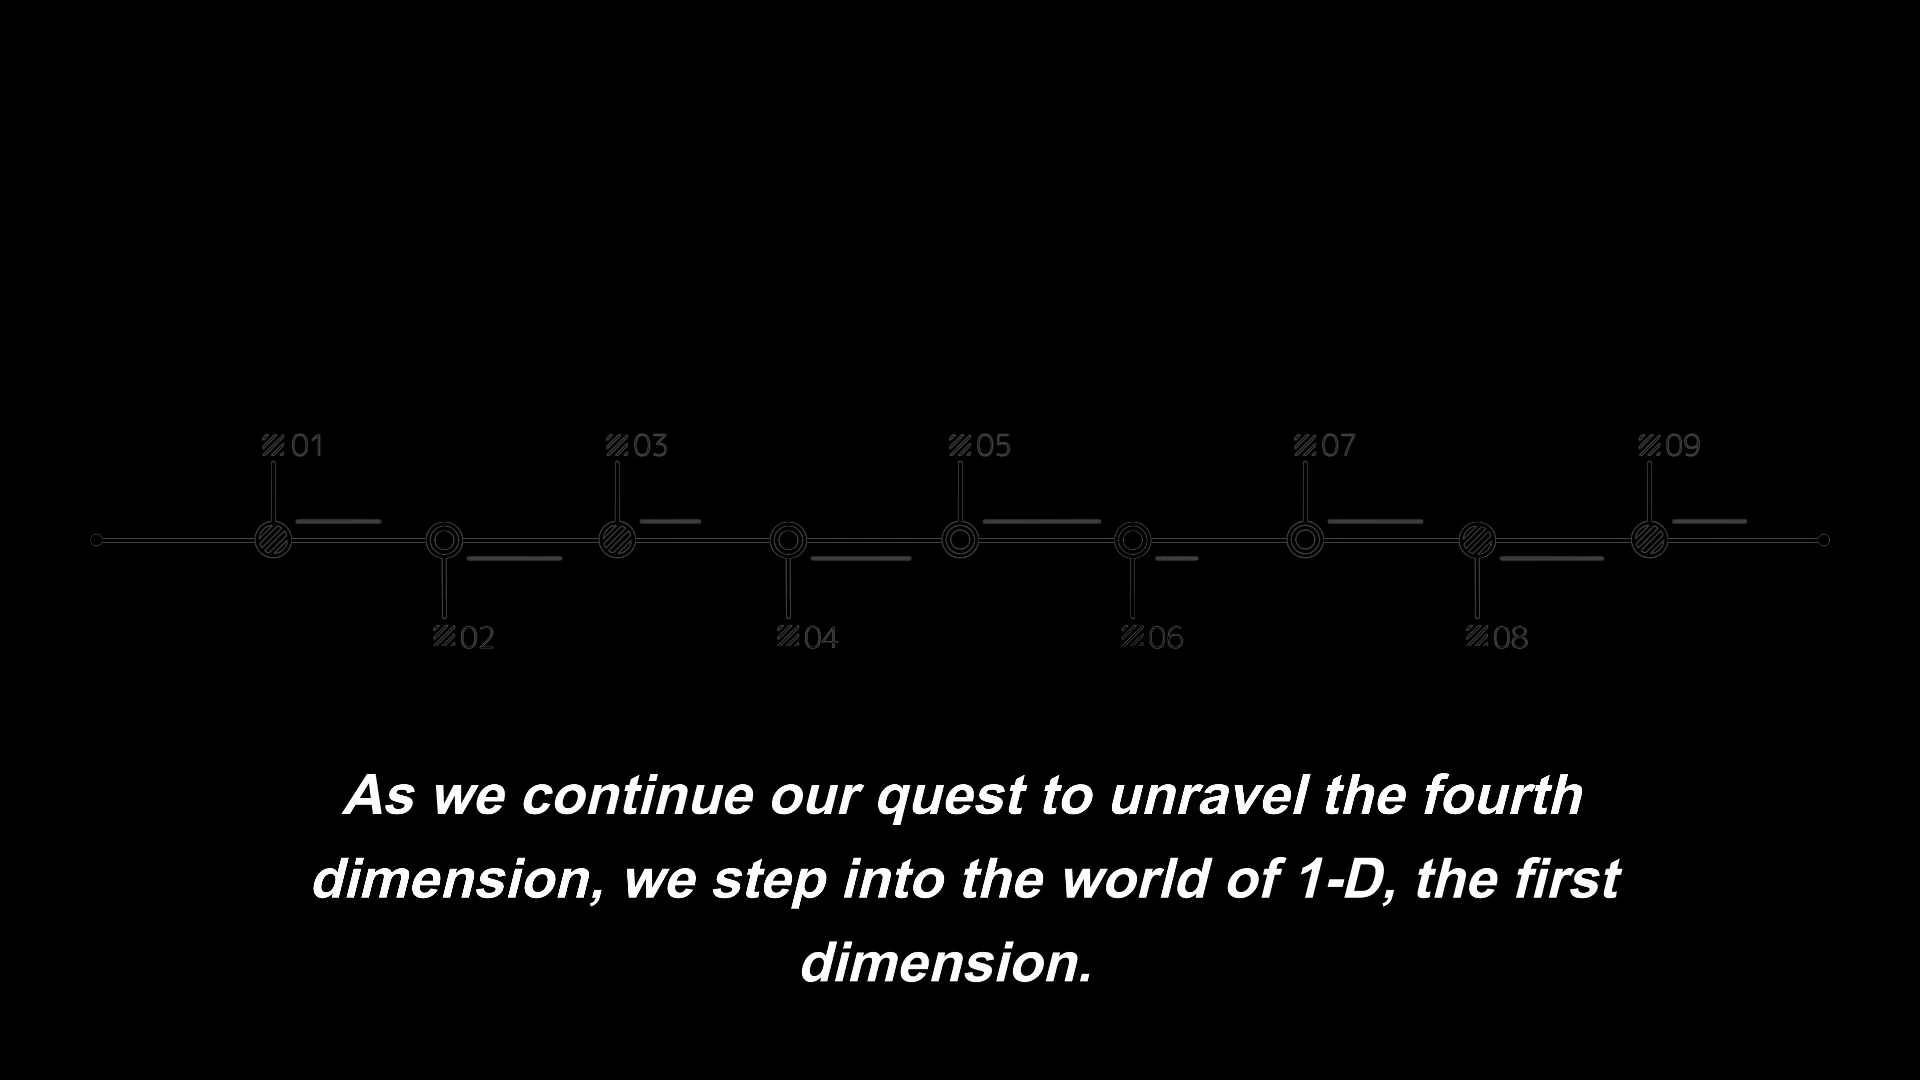 01 03 05 07 09
02 04 06 08
As we continue our quest to unravel the fourth
dimension, we step into the world of 1-D, the first
dimension.